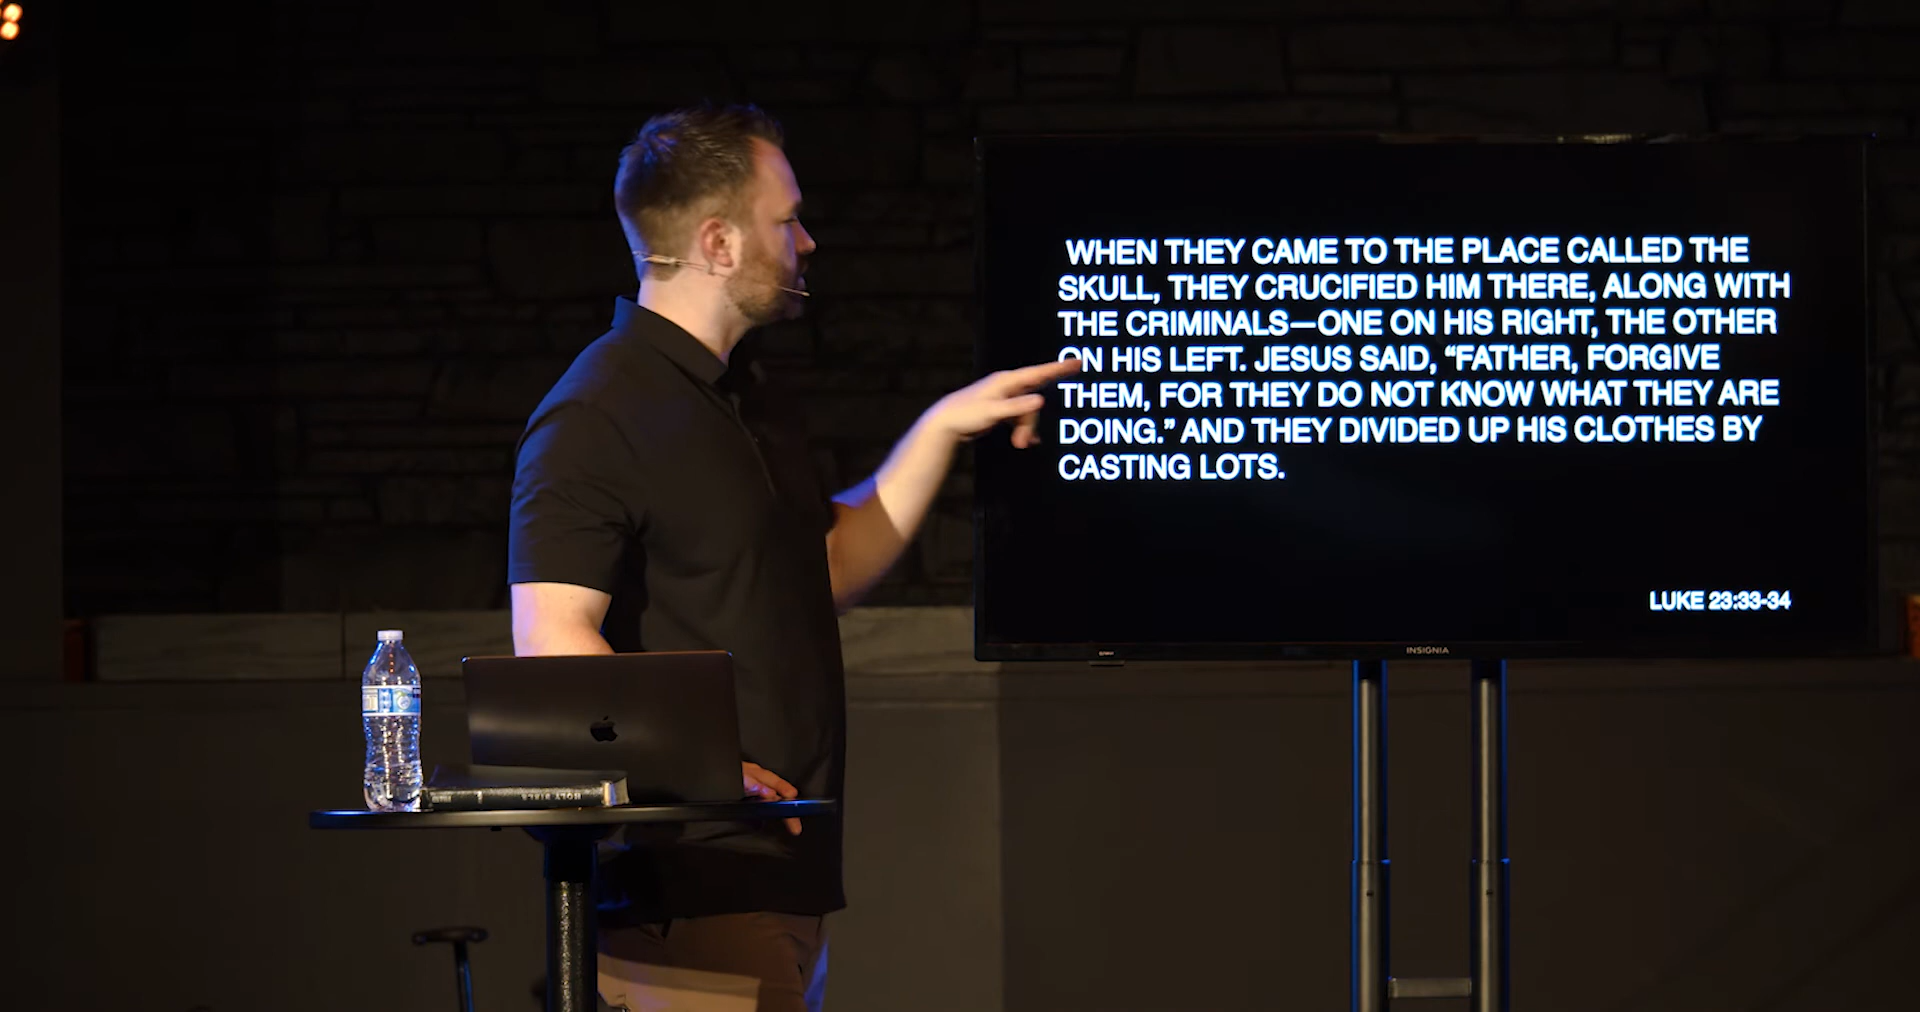 WHEN THEY CAME TO THE PLACE CALLED THE
SKULL, THEY CRUCIFIED HIM THERE, ALONG WITH
THE CRIMINALS—ONE ON HIS RIGHT, THE OTHER
ON HIS LEFT. JESUS SAID, “FATHER, FORGIVE
THEM, FOR THEY DO NOT KNOW WHAT THEY ARE
DOING.” AND THEY DIVIDED UP HIS CLOTHES BY
CASTING LOTS.
LUKE 23:33-34
INSIGNIA
HOLY BIBLE